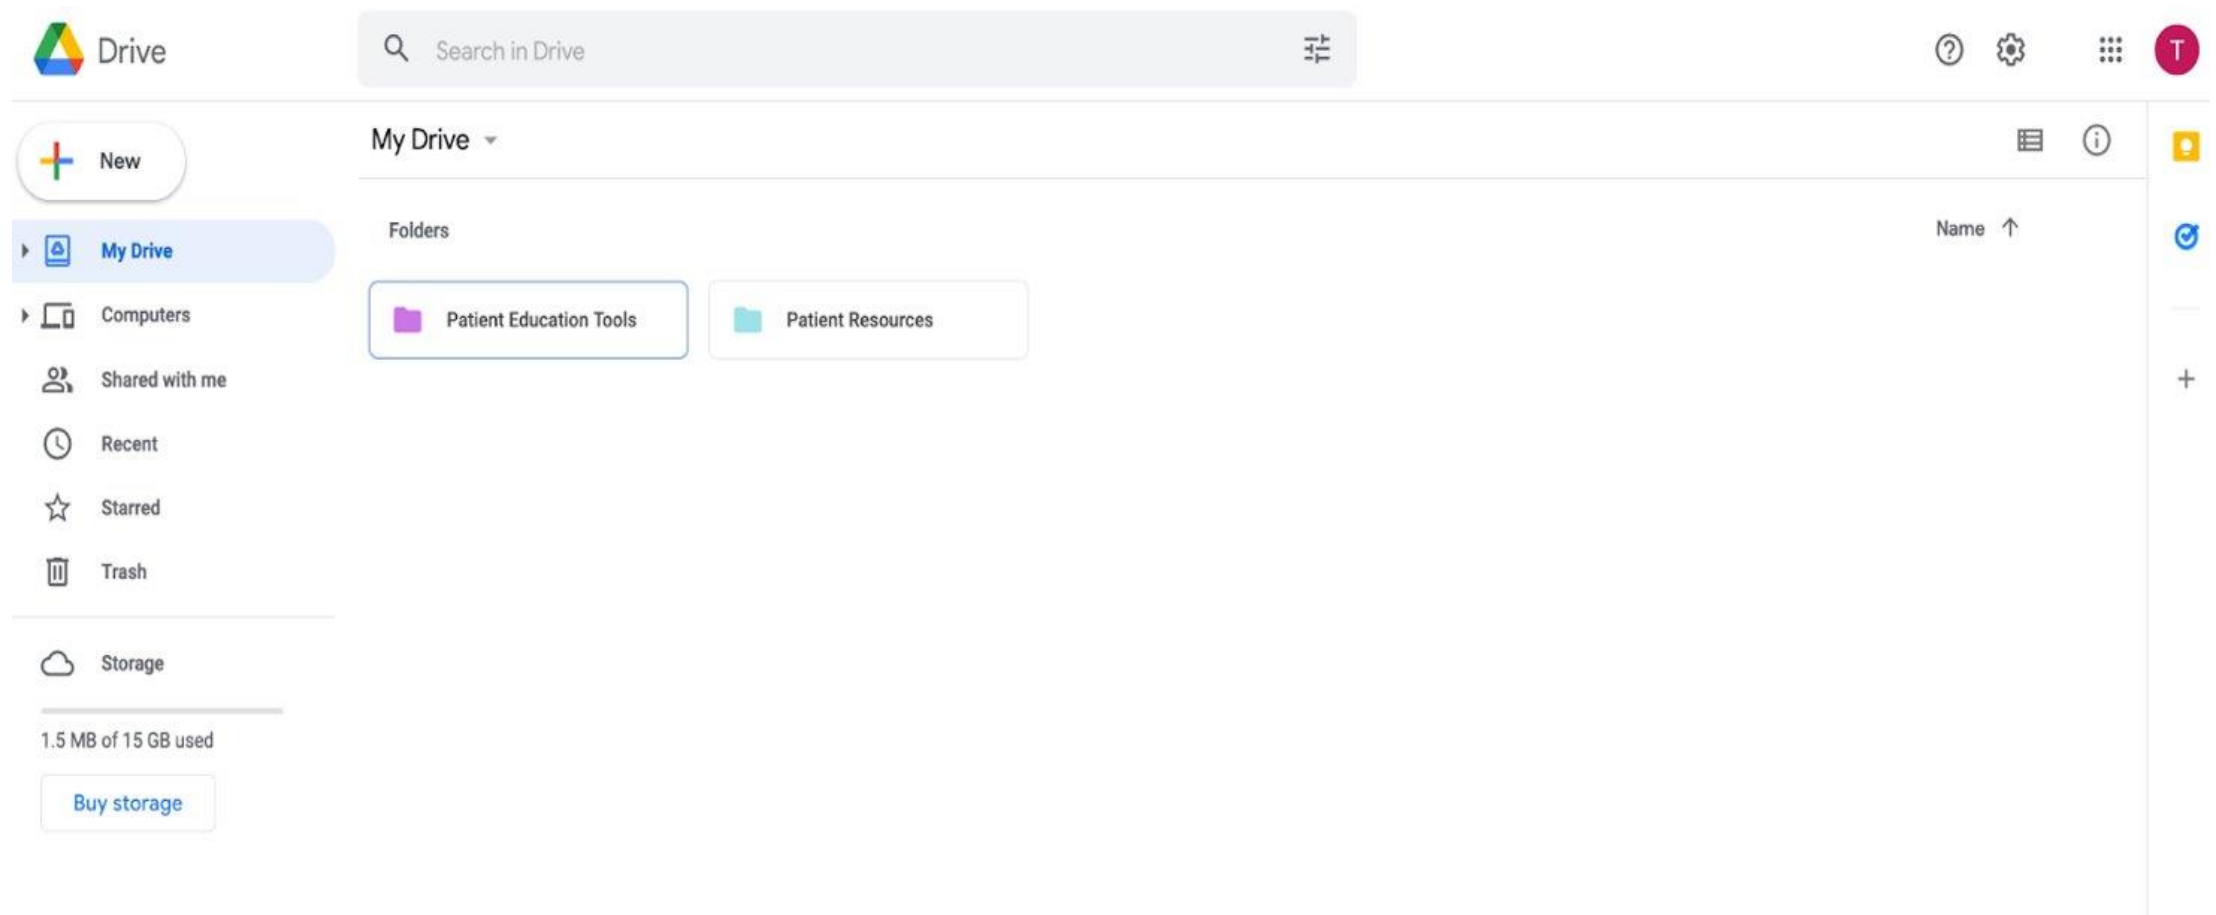 Drive
Search in Drive
T
New
My Drive
Computers
Shared with me
Recent
Starred
Trash
Storage
1.5 MB of 15 GB used
Buy storage
My Drive
Folders
Name
Patient Education Tools
Patient Resources